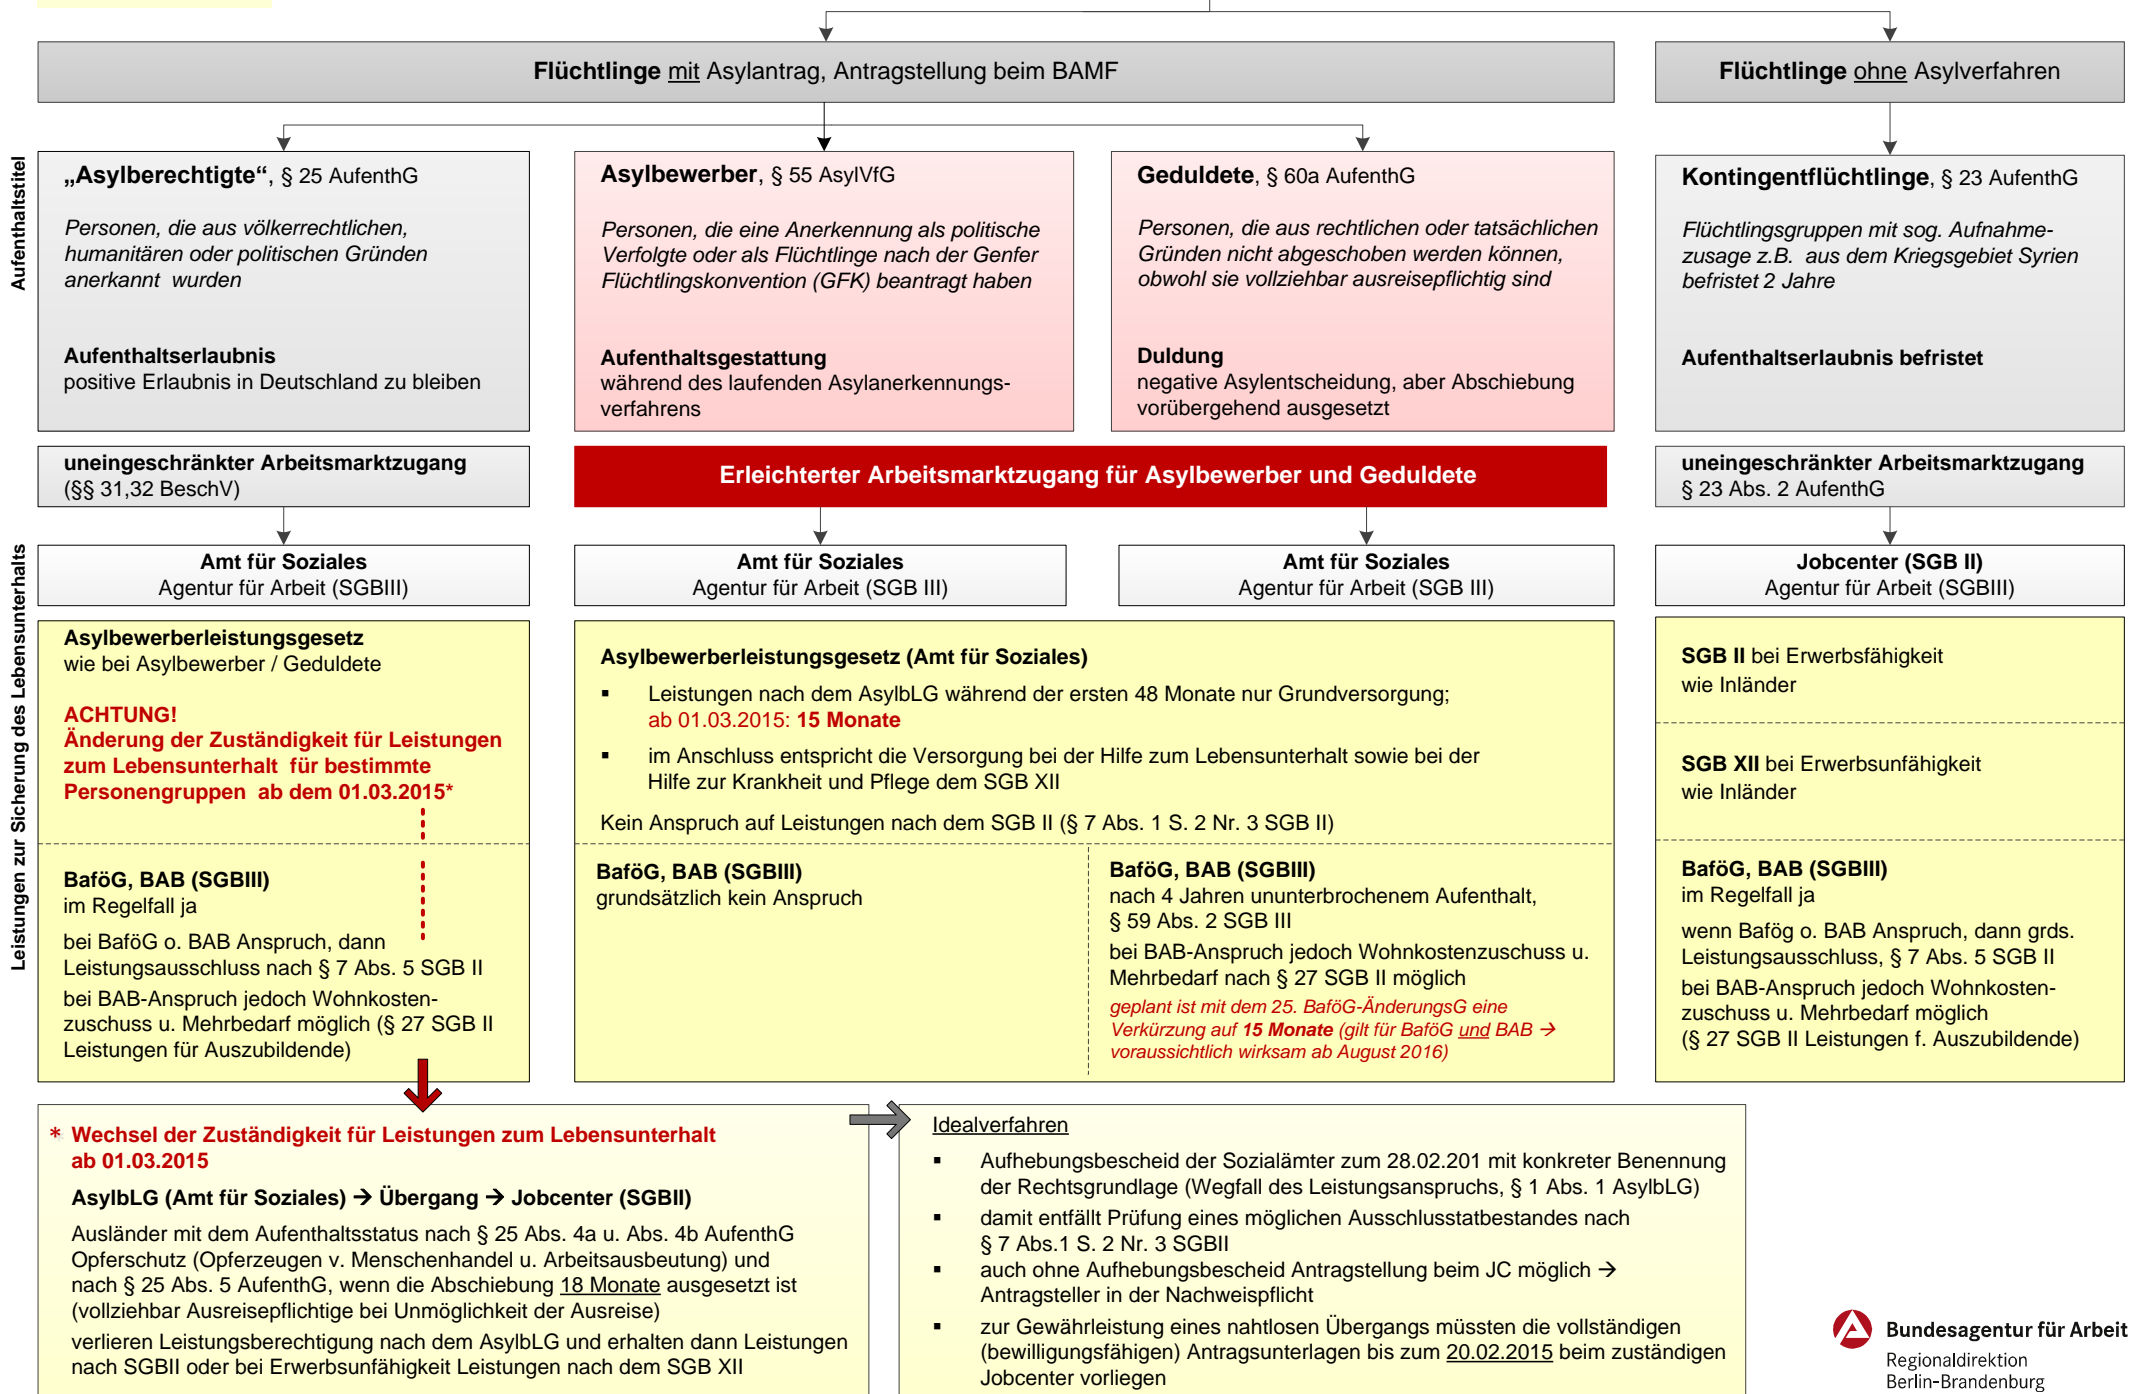 Flüchtlinge mit Asylantrag, Antragstellung beim BAMF
Flüchtlinge ohne Asylverfahren
Aufenthaltstitel
„Asylberechtigte“, § 25 AufenthG
Personen, die aus völkerrechtlichen,
humanitären oder politischen Gründen
anerkannt wurden
Aufenthaltserlaubnis
positive Erlaubnis in Deutschland zu bleiben
Asylbewerber, § 55 AsylVfG
Personen, die eine Anerkennung als politische
Verfolgte oder als Flüchtlinge nach der Genfer
Flüchtlingskonvention (GFK) beantragt haben
Aufenthaltsgestattung
während des laufenden Asylanerkennungs-
verfahrens
Geduldete, § 60a AufenthG
Personen, die aus rechtlichen oder tatsächlichen
Gründen nicht abgeschoben werden können,
obwohl sie vollziehbar ausreisepflichtig sind
Duldung
negative Asylentscheidung, aber Abschiebung
vorübergehend ausgesetzt
Kontingentflüchtlinge, § 23 AufenthG
Flüchtlingsgruppen mit sog. Aufnahme-
zusage z.B. aus dem Kriegsgebiet Syrien
befristet 2 Jahre
Aufenthaltserlaubnis befristet
uneingeschränkter Arbeitsmarktzugang
(§§ 31,32 BeschV)
Erleichterter Arbeitsmarktzugang für Asylbewerber und Geduldete
uneingeschränkter Arbeitsmarktzugang
§ 23 Abs. 2 AufenthG
Leistungen zur Sicherung des Lebensunterhalts
Amt für Soziales
Agentur für Arbeit (SGBIII)
Amt für Soziales
Agentur für Arbeit (SGB III)
Amt für Soziales
Agentur für Arbeit (SGB III)
Jobcenter (SGB II)
Agentur für Arbeit (SGBIII)
Asylbewerberleistungsgesetz
wie bei Asylbewerber / Geduldete
ACHTUNG!
Änderung der Zuständigkeit für Leistungen
zum Lebensunterhalt für bestimmte
Personengruppen ab dem 01.03.2015*
BaföG, BAB (SGBIII)
im Regelfall ja
bei BaföG o. BAB Anspruch, dann
Leistungsausschluss nach § 7 Abs. 5 SGB II
bei BAB-Anspruch jedoch Wohnkosten-
zuschuss u. Mehrbedarf möglich (§ 27 SGB II
Leistungen für Auszubildende)
Asylbewerberleistungsgesetz (Amt für Soziales)
▪ Leistungen nach dem AsylbLG während der ersten 48 Monate nur Grundversorgung;
ab 01.03.2015: 15 Monate
▪ im Anschluss entspricht die Versorgung bei der Hilfe zum Lebensunterhalt sowie bei der
Hilfe zur Krankheit und Pflege dem SGB XII
Kein Anspruch auf Leistungen nach dem SGB II (§ 7 Abs. 1 S. 2 Nr. 3 SGB II)
BaföG, BAB (SGBIII)
grundsätzlich kein Anspruch
BaföG, BAB (SGBIII)
nach 4 Jahren ununterbrochenem Aufenthalt,
§ 59 Abs. 2 SGB III
bei BAB-Anspruch jedoch Wohnkostenzuschuss u.
Mehrbedarf nach § 27 SGB II möglich
geplant ist mit dem 25. BaföG-ÄnderungsG eine
Verkürzung auf 15 Monate (gilt für BaföG und BAB →
voraussichtlich wirksam ab August 2016)
SGB II bei Erwerbsfähigkeit
wie Inländer
SGB XII bei Erwerbsunfähigkeit
wie Inländer
BaföG, BAB (SGBIII)
im Regelfall ja
wenn Bafög o. BAB Anspruch, dann grds.
Leistungsausschluss, § 7 Abs. 5 SGB II
bei BAB-Anspruch jedoch Wohnkosten-
zuschuss u. Mehrbedarf möglich
(§ 27 SGB II Leistungen f. Auszubildende)
* Wechsel der Zuständigkeit für Leistungen zum Lebensunterhalt
ab 01.03.2015
AsylbLG (Amt für Soziales) → Übergang → Jobcenter (SGBII)
Ausländer mit dem Aufenthaltsstatus nach § 25 Abs. 4a u. Abs. 4b AufenthG
Opferschutz (Opferzeugen v. Menschenhandel u. Arbeitsausbeutung) und
nach § 25 Abs. 5 AufenthG, wenn die Abschiebung 18 Monate ausgesetzt ist
(vollziehbar Ausreisepflichtige bei Unmöglichkeit der Ausreise)
verlieren Leistungsberechtigung nach dem AsylbLG und erhalten dann Leistungen
nach SGBII oder bei Erwerbsunfähigkeit Leistungen nach dem SGB XII
Idealverfahren
▪ Aufhebungsbescheid der Sozialämter zum 28.02.201 mit konkreter Benennung
der Rechtsgrundlage (Wegfall des Leistungsanspruchs, § 1 Abs. 1 AsylbLG)
▪ damit entfällt Prüfung eines möglichen Ausschlusstatbestandes nach
§ 7 Abs.1 S. 2 Nr. 3 SGBII
▪ auch ohne Aufhebungsbescheid Antragstellung beim JC möglich →
Antragsteller in der Nachweispflicht
▪ zur Gewährleistung eines nahtlosen Übergangs müssten die vollständigen
(bewilligungsfähigen) Antragsunterlagen bis zum 20.02.2015 beim zuständigen
Jobcenter vorliegen
Bundesagentur für Arbeit
Regionaldirektion
Berlin-Brandenburg